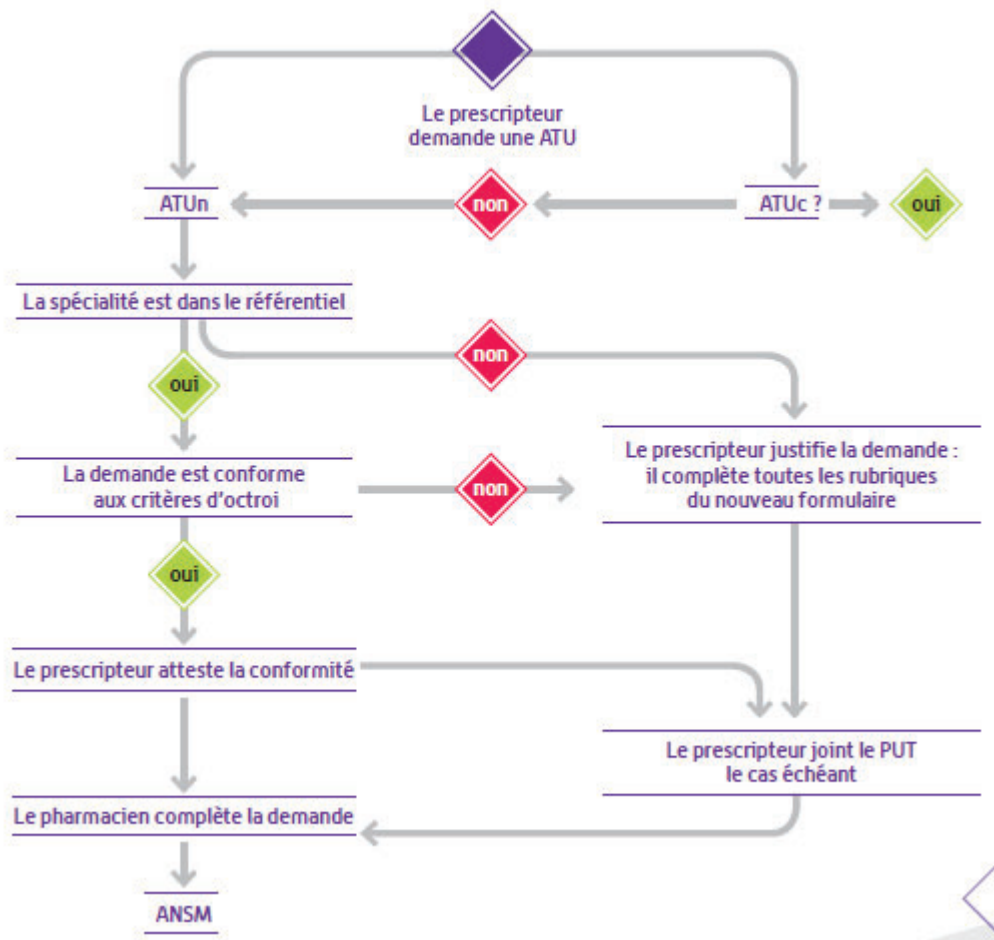 Le prescripteur
demande une ATU
ATUn
non
ATUc ?
oui
La spécialité est dans le référentiel
non
oui
La demande est conforme
aux critères d'octroi
non
Le prescripteur justifie la demande :
il complète toutes les rubriques
du nouveau formulaire
oui
Le prescripteur atteste la conformité
Le prescripteur joint le PUT
le cas échéant
Le pharmacien complète la demande
ANSM